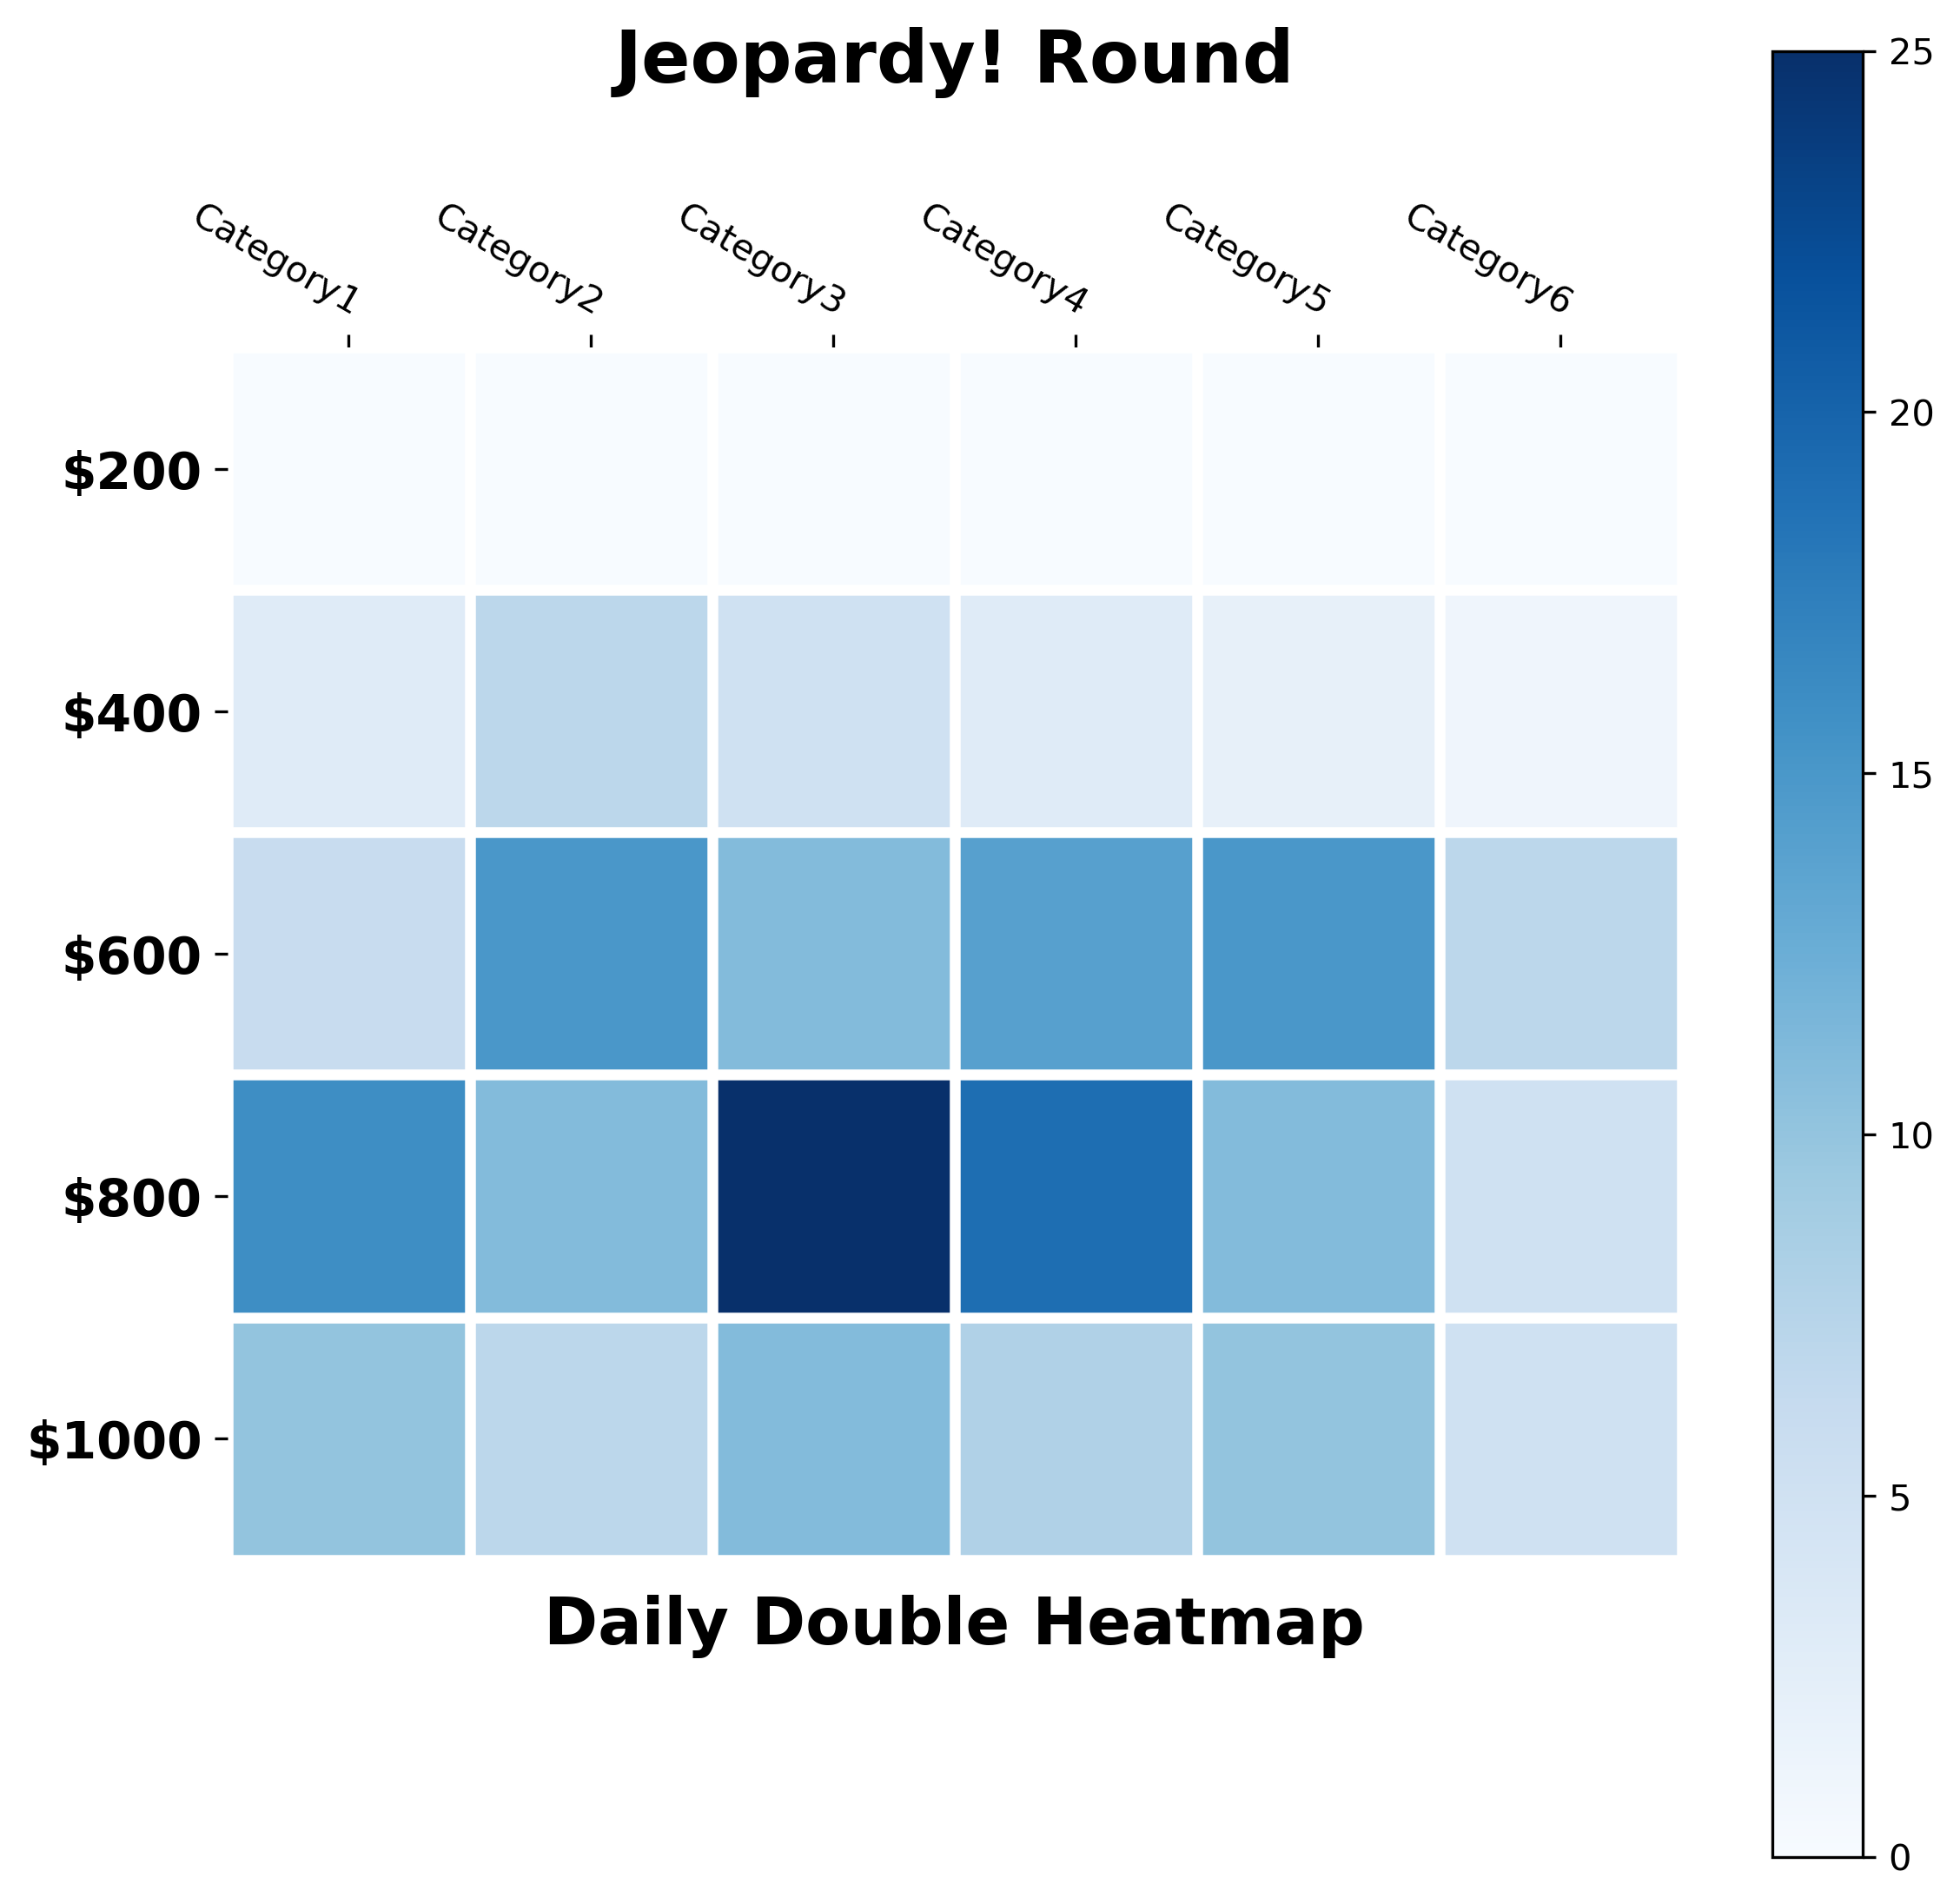 Jeopardy! Round
Category1
Category2
Category3
Category4
Category5
Category6
$200
$400
$600
$800
$1000
Daily Double Heatmap
25
20
15
10
5
0